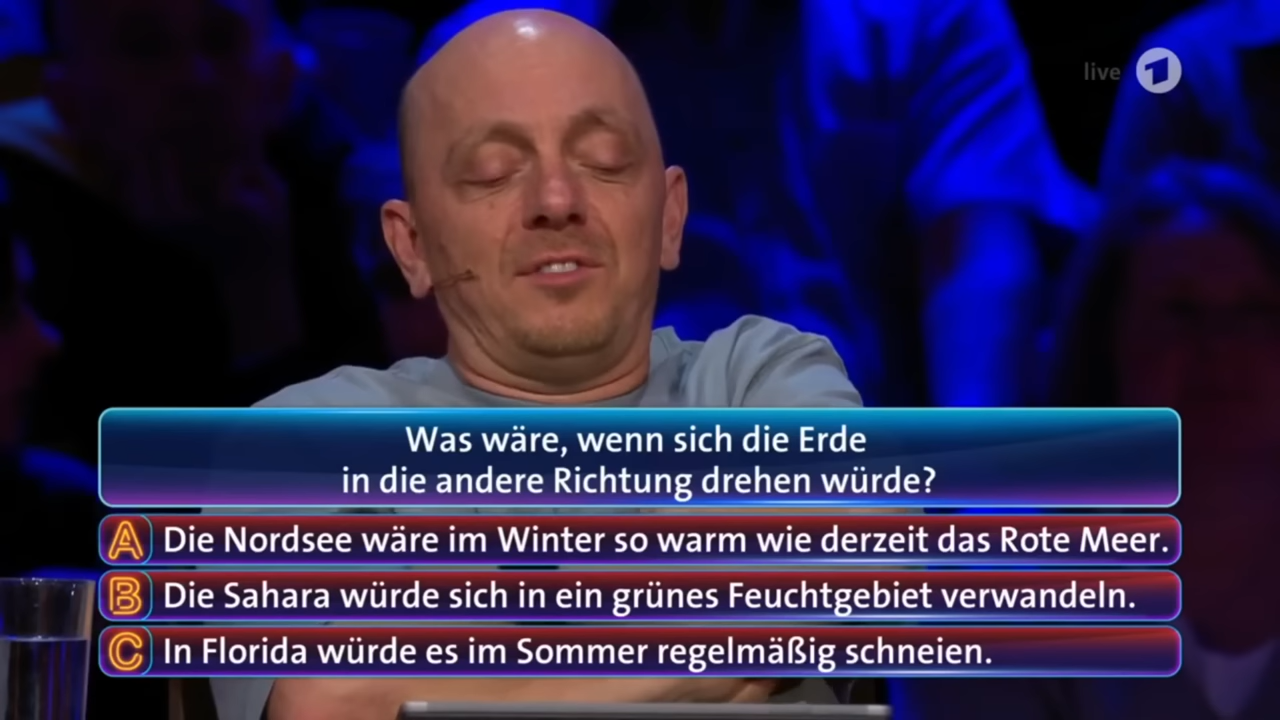 live 1
Was wäre, wenn sich die Erde
in die andere Richtung drehen würde?
A Die Nordsee wäre im Winter so warm wie derzeit das Rote Meer.
B Die Sahara würde sich in ein grünes Feuchtgebiet verwandeln.
C In Florida würde es im Sommer regelmäßig schneien.